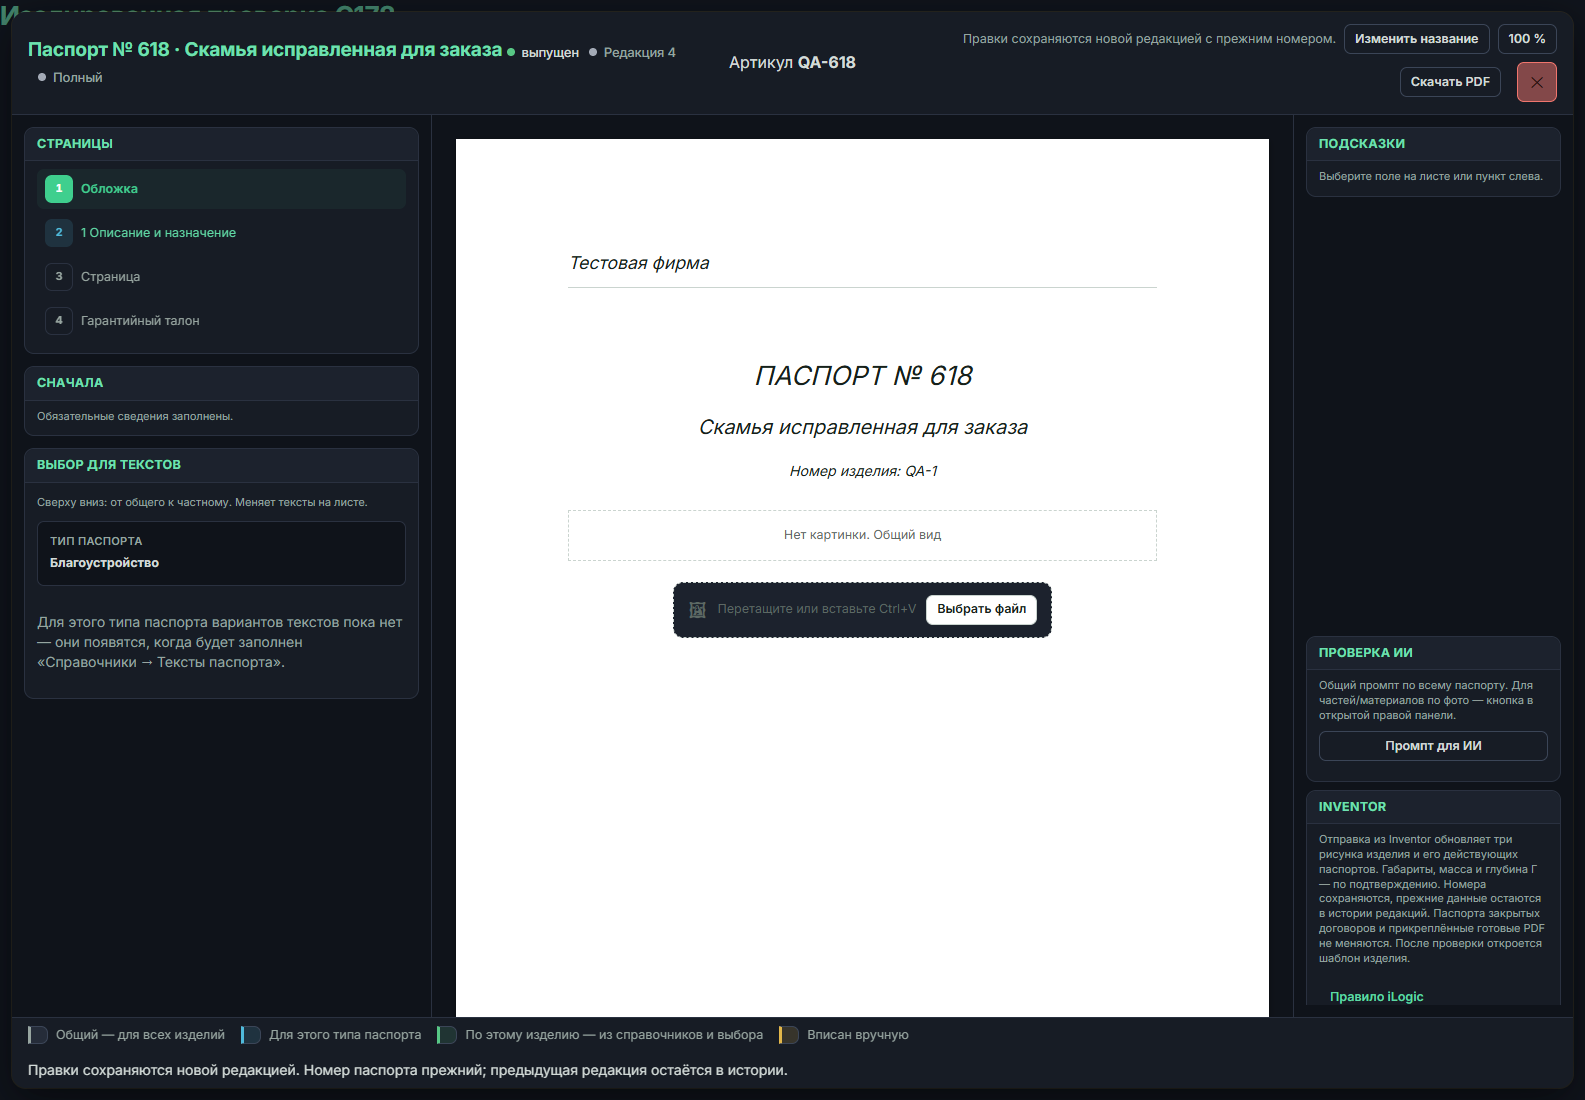 Паспорт № 618 · Скамья исправленная для заказа
выпущен
Редакция 4
Полный
Артикул QA-618
Правки сохраняются новой редакцией с прежним номером.
Изменить название
100 %
Скачать PDF
СТРАНИЦЫ
1 Обложка
2 1 Описание и назначение
3 Страница
4 Гарантийный талон
СНАЧАЛА
Обязательные сведения заполнены.
ВЫБОР ДЛЯ ТЕКСТОВ
Сверху вниз: от общего к частному. Меняет тексты на листе.
ТИП ПАСПОРТА
Благоустройство
Для этого типа паспорта вариантов текстов пока нет
— они появятся, когда будет заполнен
«Справочники → Тексты паспорта».
Тестовая фирма
ПАСПОРТ № 618
Скамья исправленная для заказа
Номер изделия: QA-1
Нет картинки. Общий вид
Перетащите или вставьте Ctrl+V
Выбрать файл
ПОДСКАЗКИ
Выберите поле на листе или пункт слева.
ПРОВЕРКА ИИ
Общий промпт по всему паспорту. Для
частей/материалов по фото — кнопка в
открытой правой панели.
Промпт для ИИ
INVENTOR
Отправка из Inventor обновляет три
рисунка изделия и его действующих
паспортов. Габариты, масса и глубина Г
— по подтверждению. Номера
сохраняются, прежние данные остаются
в истории редакций. Паспорта закрытых
договоров и прикреплённые готовые PDF
не меняются. После проверки откроется
шаблон изделия.
Правило iLogic
Общий — для всех изделий
Для этого типа паспорта
По этому изделию — из справочников и выбора
Вписан вручную
Правки сохраняются новой редакцией. Номер паспорта прежний; предыдущая редакция остаётся в истории.